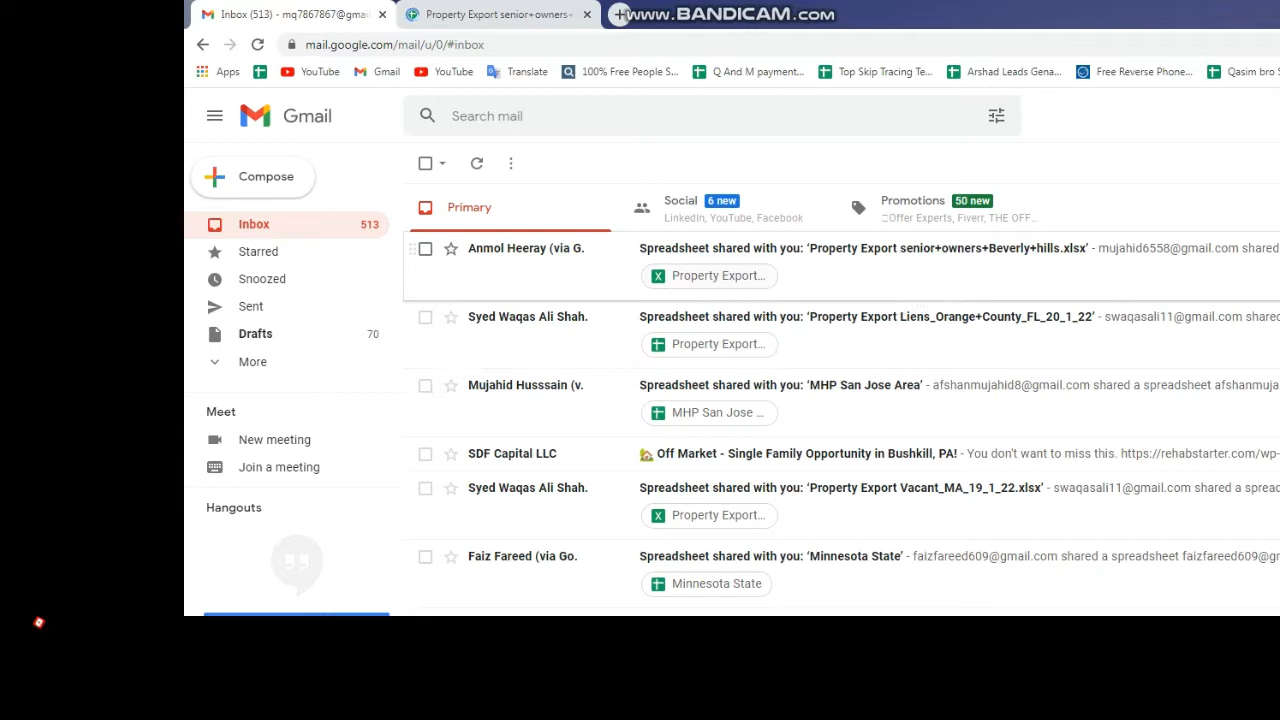 Inbox (513) - mq7867867@gmai
Property Export senior+owners+
www.BANDICAM.com
mail.google.com/mail/u/0/#inbox
Apps YouTube Gmail YouTube Translate 100% Free People S... Q And M payment... Top Skip Tracing Te... Arshad Leads Gena... Free Reverse Phone... Qasim bro S
Gmail
Search mail
Compose
Inbox 513
Starred
Snoozed
Sent
Drafts 70
More
Meet
New meeting
Join a meeting
Hangouts
Primary
Social 6 new
LinkedIn, YouTube, Facebook
Promotions 50 new
Offer Experts, Fiverr, THE OFF...
Anmol Heeray (via G. Spreadsheet shared with you: ‘Property Export senior+owners+Beverly+hills.xlsx’ - mujahid6558@gmail.com shared
Property Export...
Syed Waqas Ali Shah. Spreadsheet shared with you: ‘Property Export Liens_Orange+County_FL_20_1_22’ - swaqasali11@gmail.com share
Property Export...
Mujahid Husssain (v. Spreadsheet shared with you: ‘MHP San Jose Area’ - afshanmujahid8@gmail.com shared a spreadsheet afshanmuja
MHP San Jose ...
SDF Capital LLC 🏡 Off Market - Single Family Opportunity in Bushkill, PA! - You don't want to miss this. https://rehabstarter.com/wp-
Syed Waqas Ali Shah. Spreadsheet shared with you: ‘Property Export Vacant_MA_19_1_22.xlsx’ - swaqasali11@gmail.com shared a sprea
Property Export...
Faiz Fareed (via Go. Spreadsheet shared with you: ‘Minnesota State’ - faizfareed609@gmail.com shared a spreadsheet faizfareed609@gr
Minnesota State